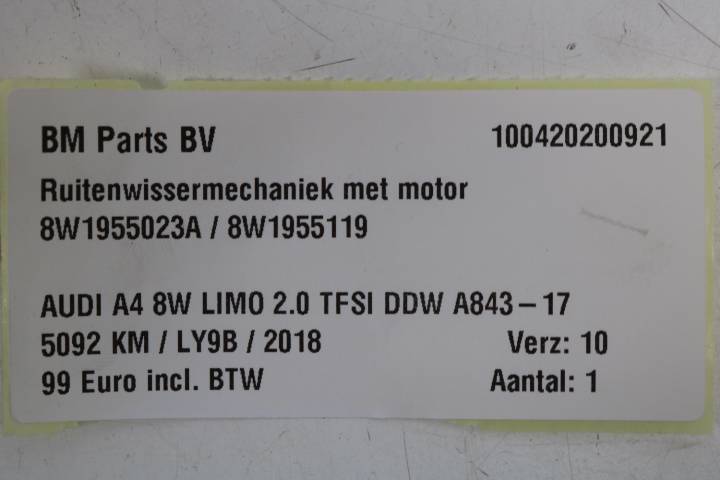 BM Parts BV 100420200921
Ruitenwissermechaniek met motor
8W1955023A / 8W1955119
AUDI A4 8W LIMO 2.0 TFSI DDW A843-17
5092 KM / LY9B / 2018 Verz: 10
99 Euro incl. BTW Aantal: 1